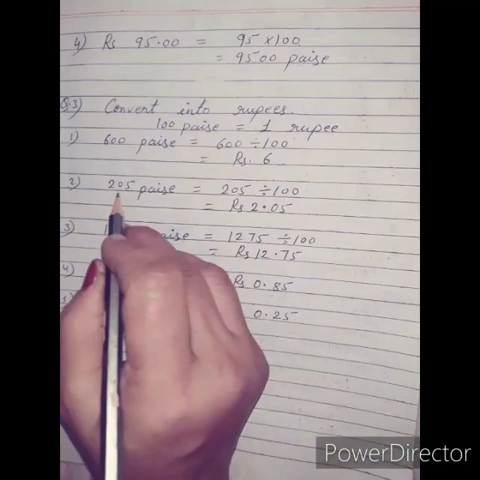 4) Rs 95.00 = 95 × 100
= 9500 paise
Q.3) Convert into rupees.
100 paise = 1 rupee
1) 600 paise = 600 ÷ 100
= Rs. 6
2) 205 paise = 205 ÷ 100
= Rs 2.05
3) = 1275 ÷ 100
= Rs 12.75
4) Rs 0.85
0.25
PowerDirector